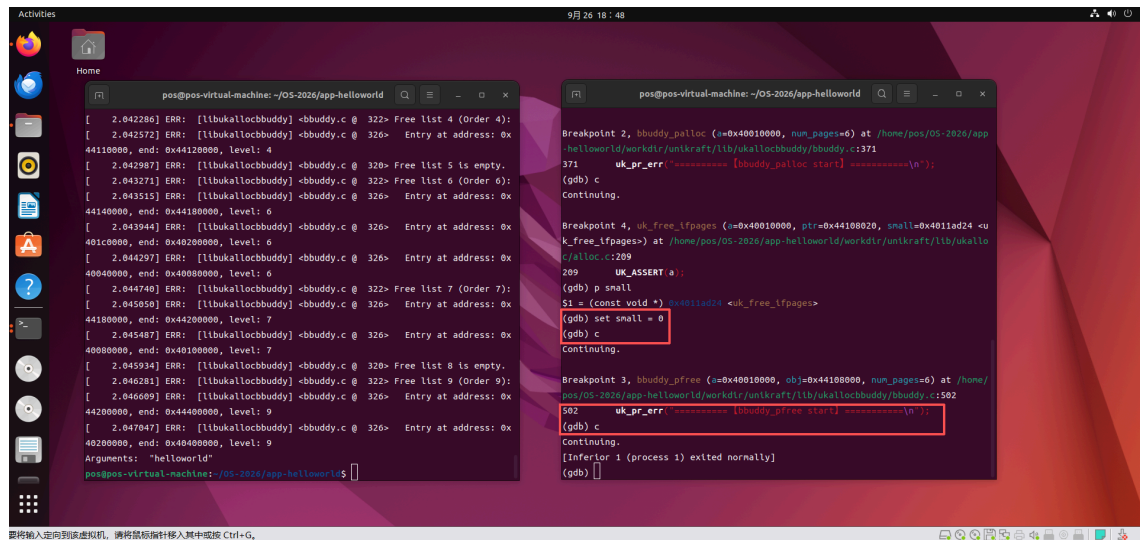 Activities
9月 26 18：48
Home
pos@pos-virtual-machine: ~/OS-2026/app-helloworld
[    2.042286] ERR:  [libukallocbbuddy] <bbuddy.c @  322> Free list 4 (Order 4):
[    2.042572] ERR:  [libukallocbbuddy] <bbuddy.c @  326>   Entry at address: 0x
44110000, end: 0x44120000, level: 4
[    2.042987] ERR:  [libukallocbbuddy] <bbuddy.c @  320> Free list 5 is empty.
[    2.043271] ERR:  [libukallocbbuddy] <bbuddy.c @  322> Free list 6 (Order 6):
[    2.043515] ERR:  [libukallocbbuddy] <bbuddy.c @  326>   Entry at address: 0x
44140000, end: 0x44180000, level: 6
[    2.043944] ERR:  [libukallocbbuddy] <bbuddy.c @  326>   Entry at address: 0x
401c0000, end: 0x40200000, level: 6
[    2.044297] ERR:  [libukallocbbuddy] <bbuddy.c @  326>   Entry at address: 0x
40040000, end: 0x40080000, level: 6
[    2.044740] ERR:  [libukallocbbuddy] <bbuddy.c @  322> Free list 7 (Order 7):
[    2.045050] ERR:  [libukallocbbuddy] <bbuddy.c @  326>   Entry at address: 0x
44180000, end: 0x44200000, level: 7
[    2.045487] ERR:  [libukallocbbuddy] <bbuddy.c @  326>   Entry at address: 0x
40080000, end: 0x40100000, level: 7
[    2.045934] ERR:  [libukallocbbuddy] <bbuddy.c @  320> Free list 8 is empty.
[    2.046281] ERR:  [libukallocbbuddy] <bbuddy.c @  322> Free list 9 (Order 9):
[    2.046609] ERR:  [libukallocbbuddy] <bbuddy.c @  326>   Entry at address: 0x
44200000, end: 0x44400000, level: 9
[    2.047047] ERR:  [libukallocbbuddy] <bbuddy.c @  326>   Entry at address: 0x
40200000, end: 0x40400000, level: 9
Arguments:  "helloworld"
pos@pos-virtual-machine:~/OS-2026/app-helloworld$
pos@pos-virtual-machine: ~/OS-2026/app-helloworld
Breakpoint 2, bbuddy_palloc (a=0x40010000, num_pages=6) at /home/pos/OS-2026/app
-helloworld/workdir/unikraft/lib/ukallocbbuddy/bbuddy.c:371
371         uk_pr_err("========== 【bbuddy_palloc start】 ===========\n");
(gdb) c
Continuing.
Breakpoint 4, uk_free_ifpages (a=0x40010000, ptr=0x44108020, small=0x4011ad24 <u
k_free_ifpages>) at /home/pos/OS-2026/app-helloworld/workdir/unikraft/lib/ukallo
c/alloc.c:209
209         UK_ASSERT(a);
(gdb) p small
$1 = (const void *) 0x4011ad24 <uk_free_ifpages>
(gdb) set small = 0
(gdb) c
Continuing.
Breakpoint 3, bbuddy_pfree (a=0x40010000, obj=0x44108000, num_pages=6) at /home/
pos/OS-2026/app-helloworld/workdir/unikraft/lib/ukallocbbuddy/bbuddy.c:502
502         uk_pr_err("========== 【bbuddy_pfree start】 ===========\n");
(gdb) c
Continuing.
[Inferior 1 (process 1) exited normally]
(gdb)
要将输入定向到该虚拟机，请将鼠标指针移入其中或按 Ctrl+G。